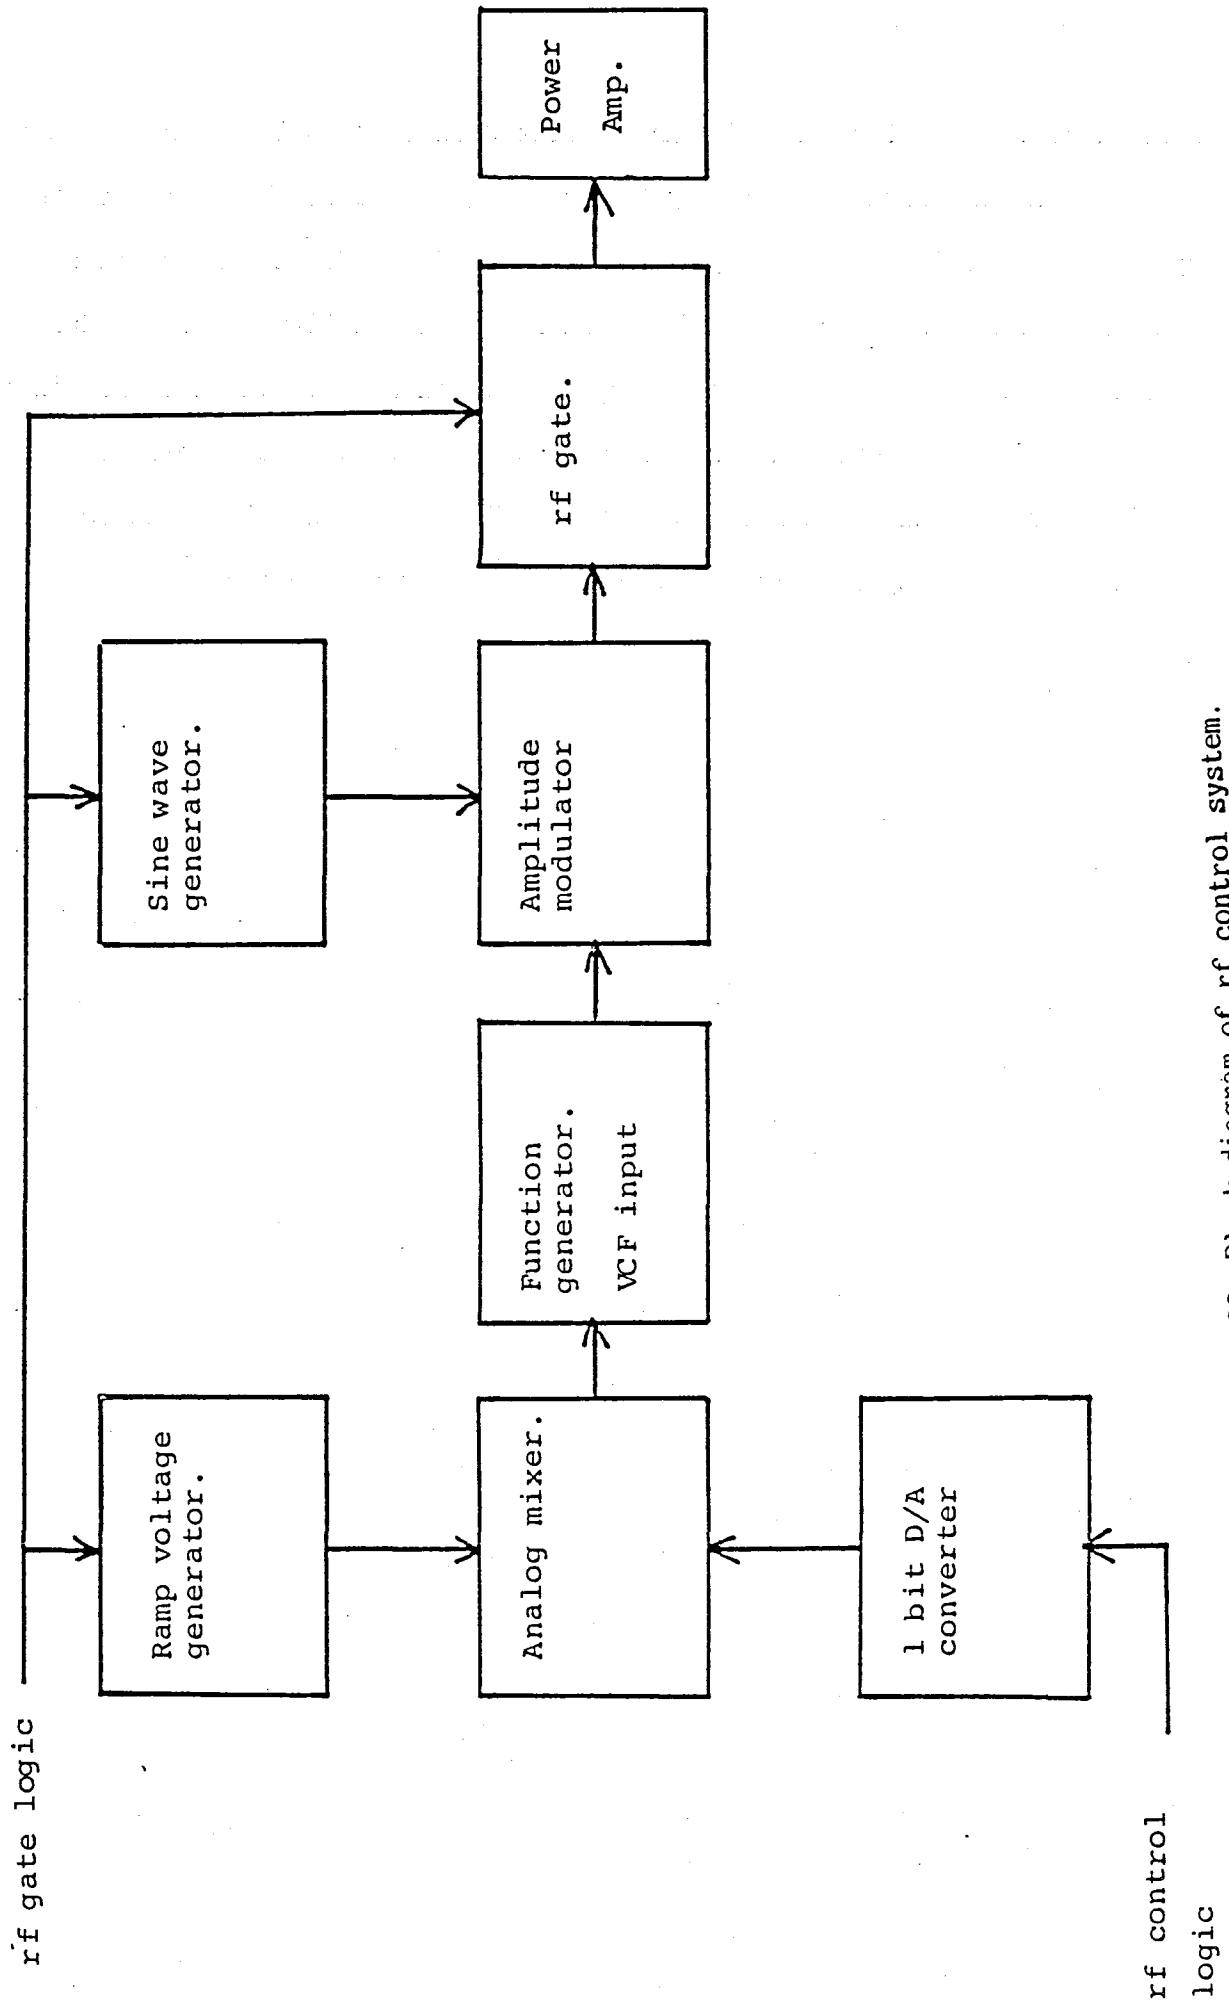 rf gate logic
Ramp voltage
generator.
Sine wave
generator.
Analog mixer.
Function
generator.
VCF input
Amplitude
modulator
rf gate.
Power
Amp.
1 bit D/A
converter
rf control
logic
diagram of rf control system.